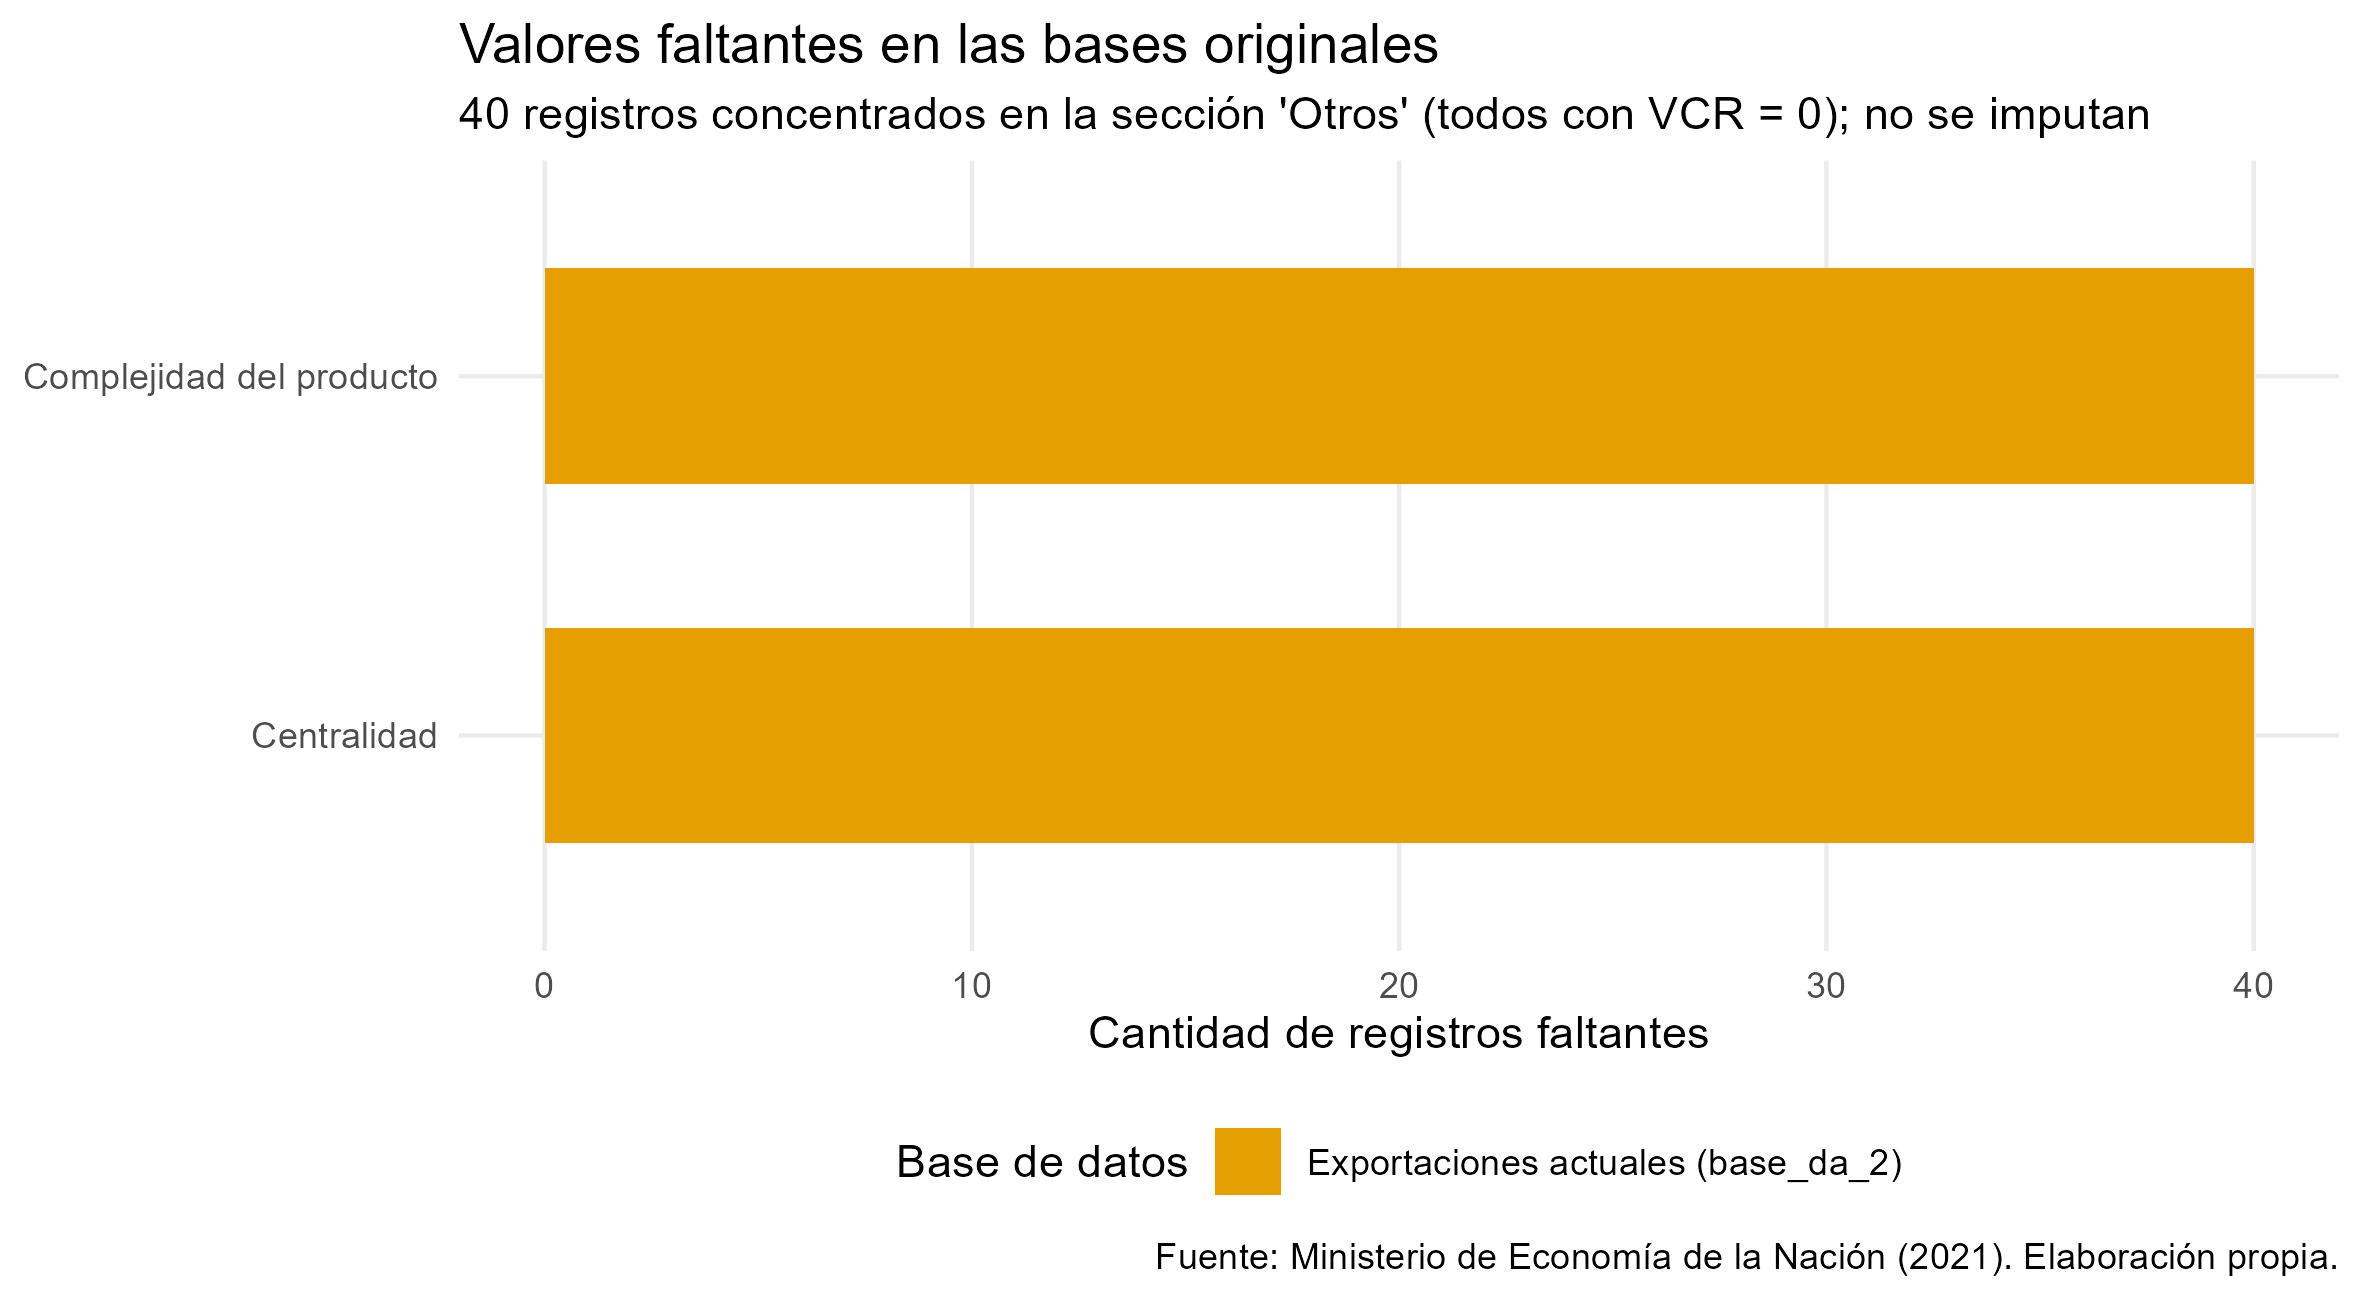 Valores faltantes en las bases originales
40 registros concentrados en la sección 'Otros' (todos con VCR = 0); no se imputan
Complejidad del producto
Centralidad
0 10 20 30 40
Cantidad de registros faltantes
Base de datos Exportaciones actuales (base_da_2)
Fuente: Ministerio de Economía de la Nación (2021). Elaboración propia.